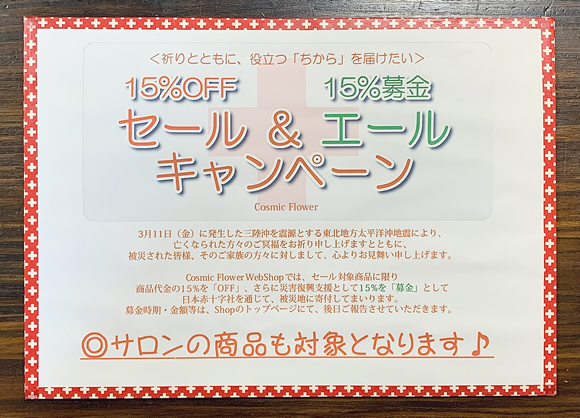 ＜祈りとともに、役立つ「ちから」を届けたい＞
15%OFF 15%募金
セール & エール
キャンペーン
Cosmic Flower
3月11日（金）に発生した三陸沖を震源とする東北地方太平洋沖地震により、
亡くなられた方々のご冥福をお祈り申し上げますとともに、
被災された皆様、そのご家族の方々に対しまして、心よりお見舞い申し上げます。
Cosmic FlowerWebShopでは、セール対象商品に限り
商品代金の15%を「OFF」、さらに災害復興支援として15%を「募金」として
日本赤十字社を通じて、被災地に寄付してまいります。
募金時期・金額等は、Shopのトップページにて、後日ご報告させていただきます。
◎サロンの商品も対象となります♪